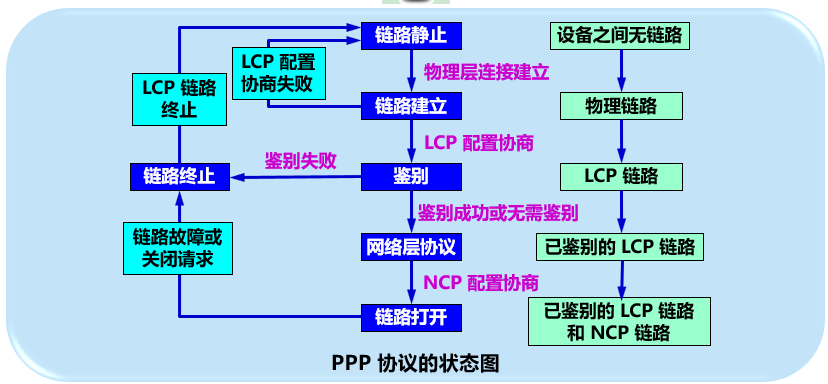 链路静止
设备之间无链路
LCP 配置
协商失败
物理层连接建立
LCP 链路
终止
链路建立
物理链路
LCP 配置协商
鉴别失败
链路终止
鉴别
LCP 链路
鉴别成功或无需鉴别
链路故障或
关闭请求
网络层协议
已鉴别的 LCP 链路
NCP 配置协商
链路打开
已鉴别的 LCP 链路
和 NCP 链路
PPP 协议的状态图